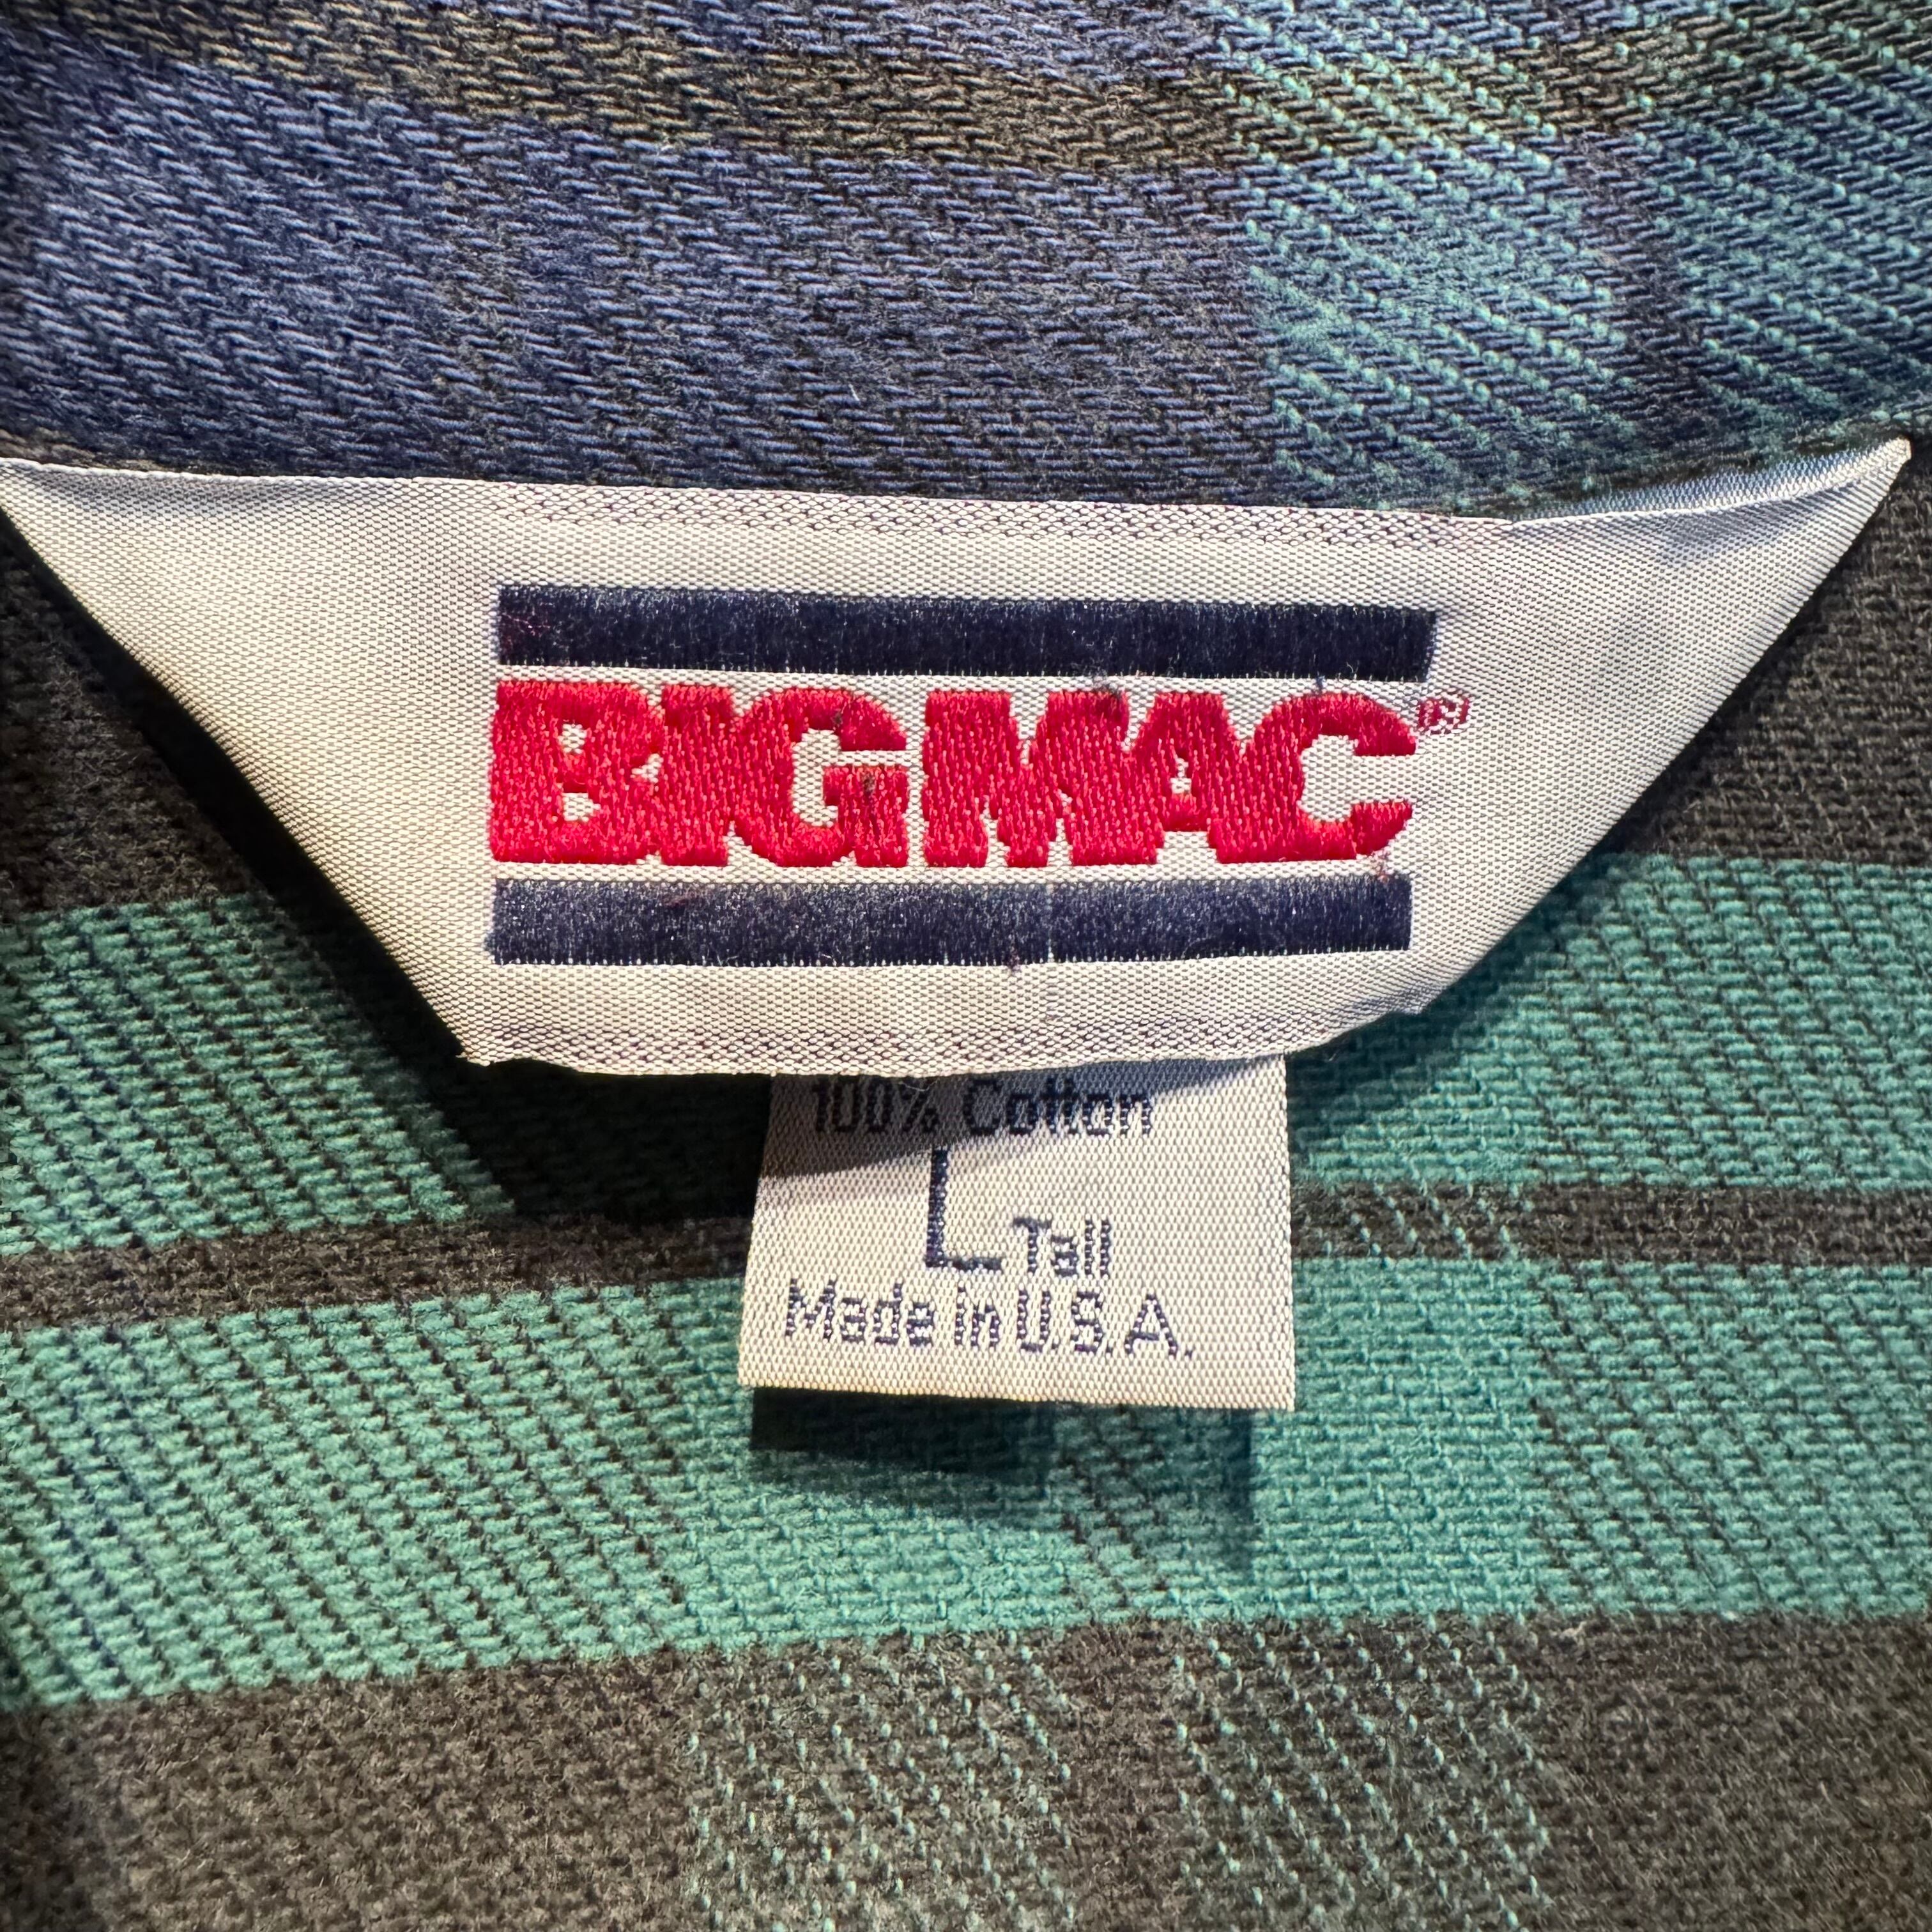 BIG MAC®
100% Cotton
L Tall
Made in U.S.A.